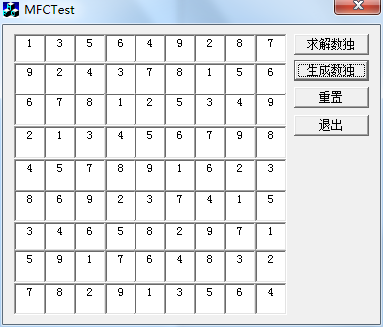 MFCTest
1 3 5 6 4 9 2 8 7
9 2 4 3 7 8 1 5 6
6 7 8 1 2 5 3 4 9
2 1 3 4 5 6 7 9 8
4 5 7 8 9 1 6 2 3
8 6 9 2 3 7 4 1 5
3 4 6 5 8 2 9 7 1
5 9 1 7 6 4 8 3 2
7 8 2 9 1 3 5 6 4
求解数独
生成数独
重置
退出